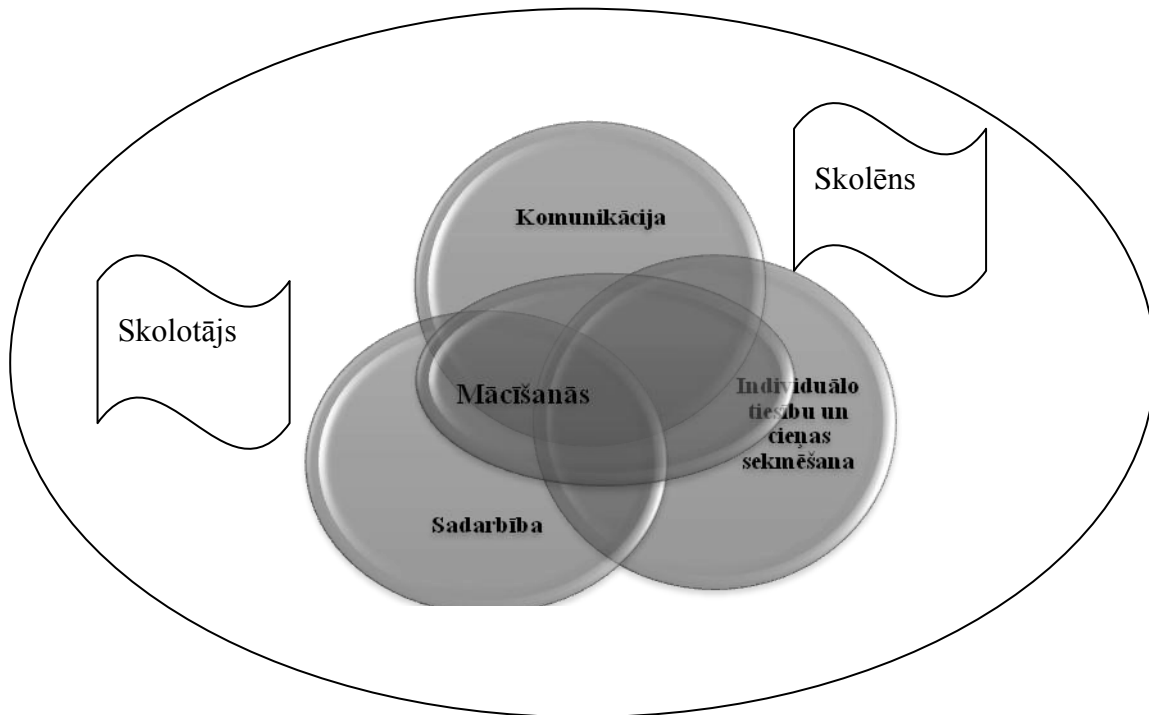 Skolēns
Komunikācija
Skolotājs
Mācīšanās
Individuālo
tiesību un
cieņas
sekmēšana
Sadarbība